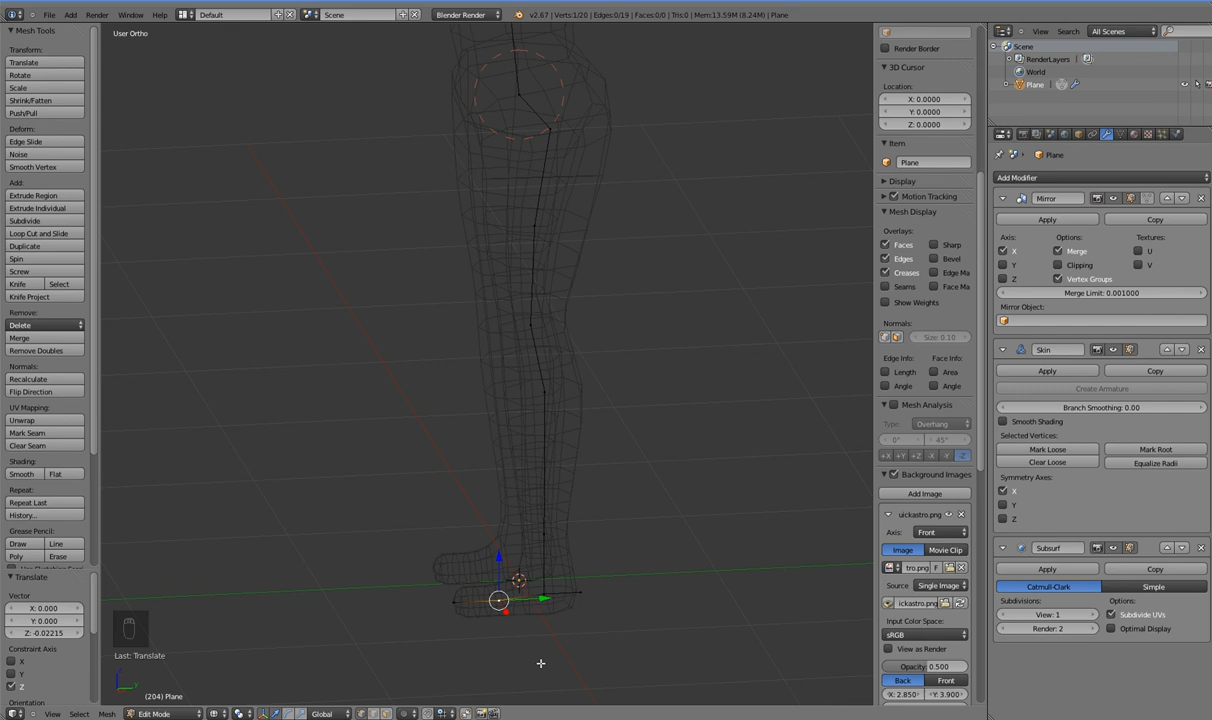 File Add Render Window Help Default Scene Blender Render v2.67 | Verts:1/20 | Edges:0/19 | Faces:0/0 | Tris:0 | Mem:13.59M (8.24M) | Plane
Mesh Tools
Transform:
Translate
Rotate
Scale
Shrink/Fatten
Push/Pull
Deform:
Edge Slide
Noise
Smooth Vertex
Add:
Extrude Region
Extrude Individual
Subdivide
Loop Cut and Slide
Duplicate
Spin
Screw
Knife Select
Knife Project
Remove:
Delete
Merge
Remove Doubles
Normals:
Recalculate
Flip Direction
UV Mapping:
Unwrap
Mark Seam
Clear Seam
Shading:
Smooth Flat
Repeat:
Repeat Last
History...
Grease Pencil:
Draw Line
Poly Erase
Translate
Vector
X: 0.000
Y: 0.000
Z: -0.02215
Constraint Axis
X
Y
Z
Orientation
User Ortho
Last: Translate
(204) Plane
View Select Mesh Edit Mode Global
Render Border
3D Cursor
Location:
X: 0.0000
Y: 0.0000
Z: 0.0000
Item
Plane
Display
Motion Tracking
Mesh Display
Overlays:
Faces Sharp
Edges Bevel
Creases Edge Ma
Seams Face Ma
Show Weights
Normals:
Size: 0.10
Edge Info: Face Info:
Length Area
Angle Angle
Mesh Analysis
Type: Overhang
0° 45°
+X +Y +Z -X -Y -Z
Background Images
Add Image
uickastro.png
Axis: Front
Image Movie Clip
tro.png F
Source: Single Image
ickastro.png
Input Color Space:
sRGB
View as Render
Opacity: 0.500
Back Front
X: 2.850 Y: 3.900
View Search All Scenes
Scene
RenderLayers
World
Plane
Plane
Add Modifier
Mirror
Apply Copy
Axis: Options: Textures:
X Merge U
Y Clipping V
Z Vertex Groups
Merge Limit: 0.001000
Mirror Object:
Skin
Apply Copy
Create Armature
Branch Smoothing: 0.00
Smooth Shading
Selected Vertices:
Mark Loose Mark Root
Clear Loose Equalize Radii
Symmetry Axes:
X
Y
Z
Subsurf
Apply Copy
Catmull-Clark Simple
Subdivisions: Options:
View: 1 Subdivide UVs
Render: 2 Optimal Display